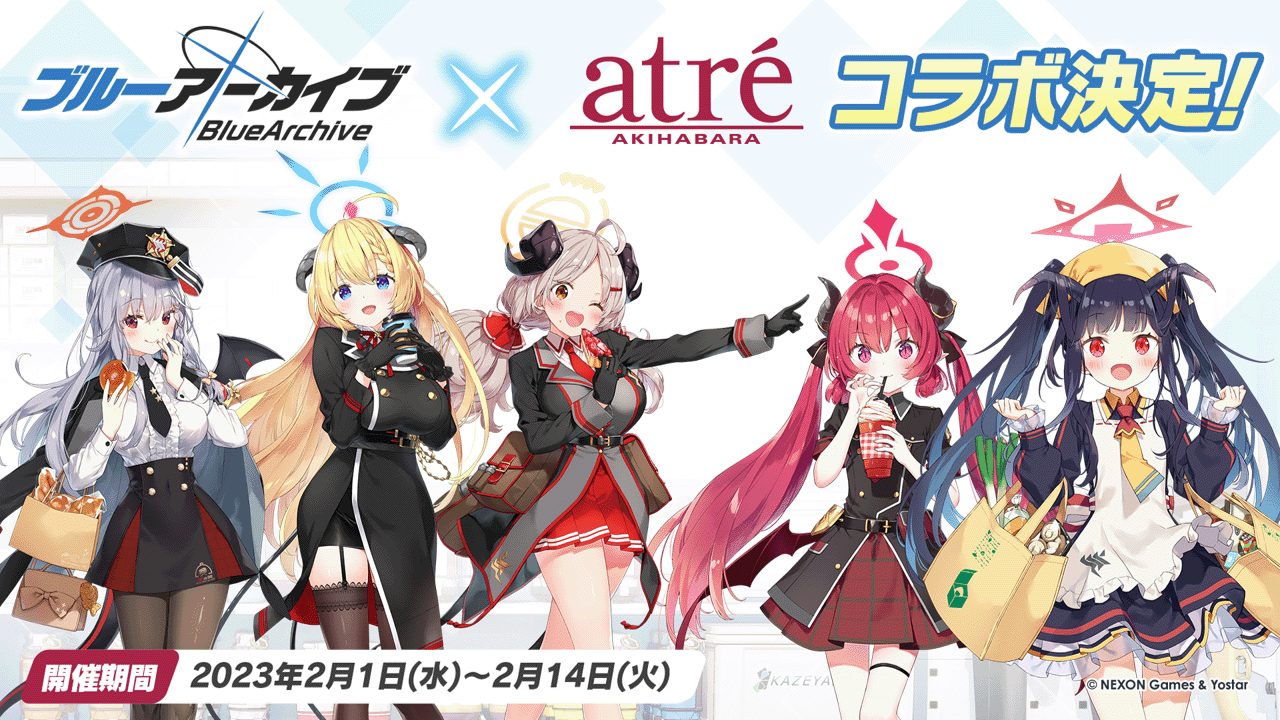 ブルーアーカイブ
BlueArchive
×
atré
AKIHABARA
コラボ決定!
開催期間
2023年2月1日(水)~2月14日(火)
KAZEYA
© NEXON Games & Yostar